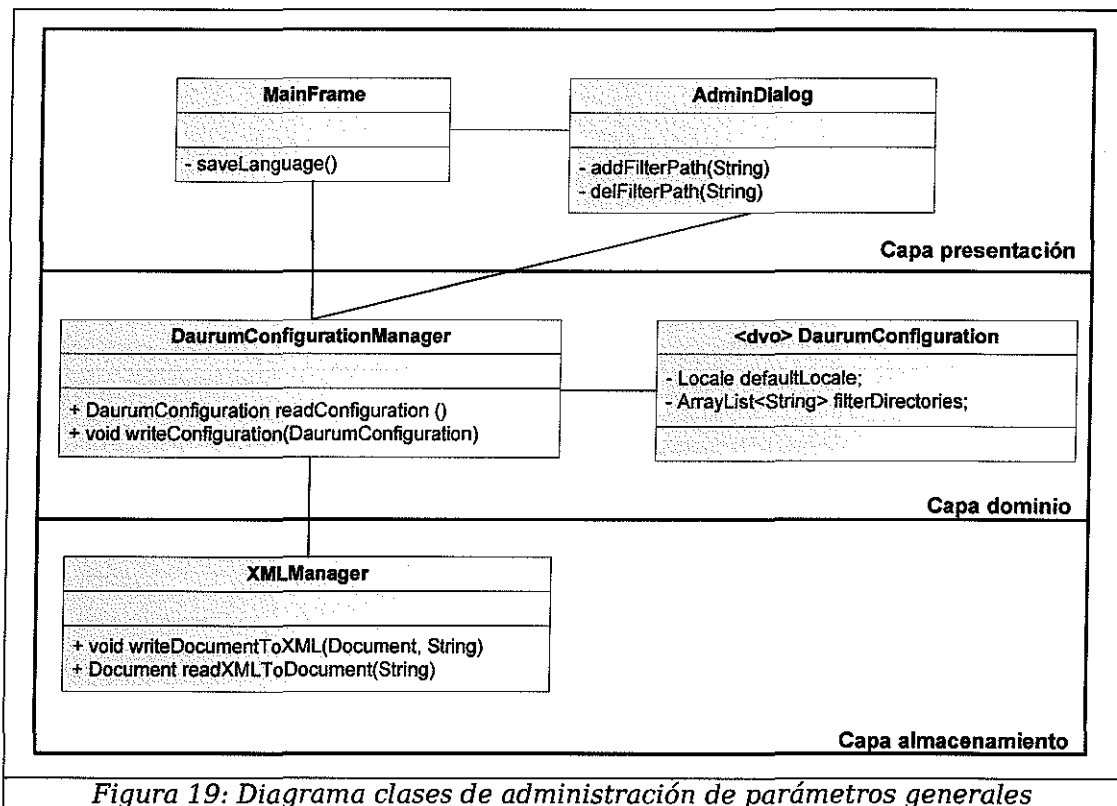 MainFrame
- saveLanguage()
AdminDialog
- addFilterPath(String)
- delFilterPath(String)
Capa presentación
DaurumConfigurationManager
+ DaurumConfiguration readConfiguration ()
+ void writeConfiguration(DaurumConfiguration)
<dvo> DaurumConfiguration
- Locale defaultLocale;
- ArrayList<String> filterDirectories;
Capa dominio
XMLManager
+ void writeDocumentToXML(Document, String)
+ Document readXMLToDocument(String)
Capa almacenamiento
Figura 19: Diagrama clases de administración de parámetros generales